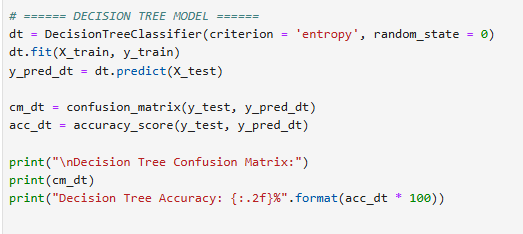 # ====== DECISION TREE MODEL ======
dt = DecisionTreeClassifier(criterion = 'entropy', random_state = 0)
dt.fit(X_train, y_train)
y_pred_dt = dt.predict(X_test)
cm_dt = confusion_matrix(y_test, y_pred_dt)
acc_dt = accuracy_score(y_test, y_pred_dt)
print("\nDecision Tree Confusion Matrix:")
print(cm_dt)
print("Decision Tree Accuracy: {:.2f}%".format(acc_dt * 100))